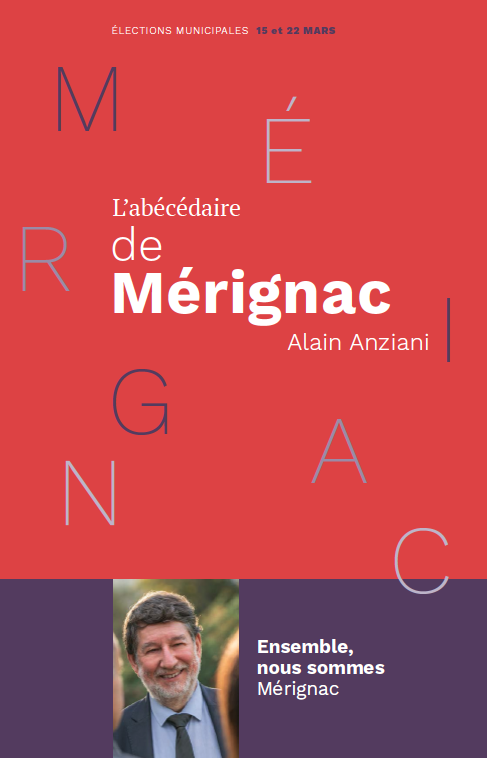 ÉLECTIONS MUNICIPALES 15 et 22 MARS
M
É
L'abécédaire
R
de
Mérignac
I
Alain Anziani
G
A
N
C
Ensemble,
nous sommes
Mérignac